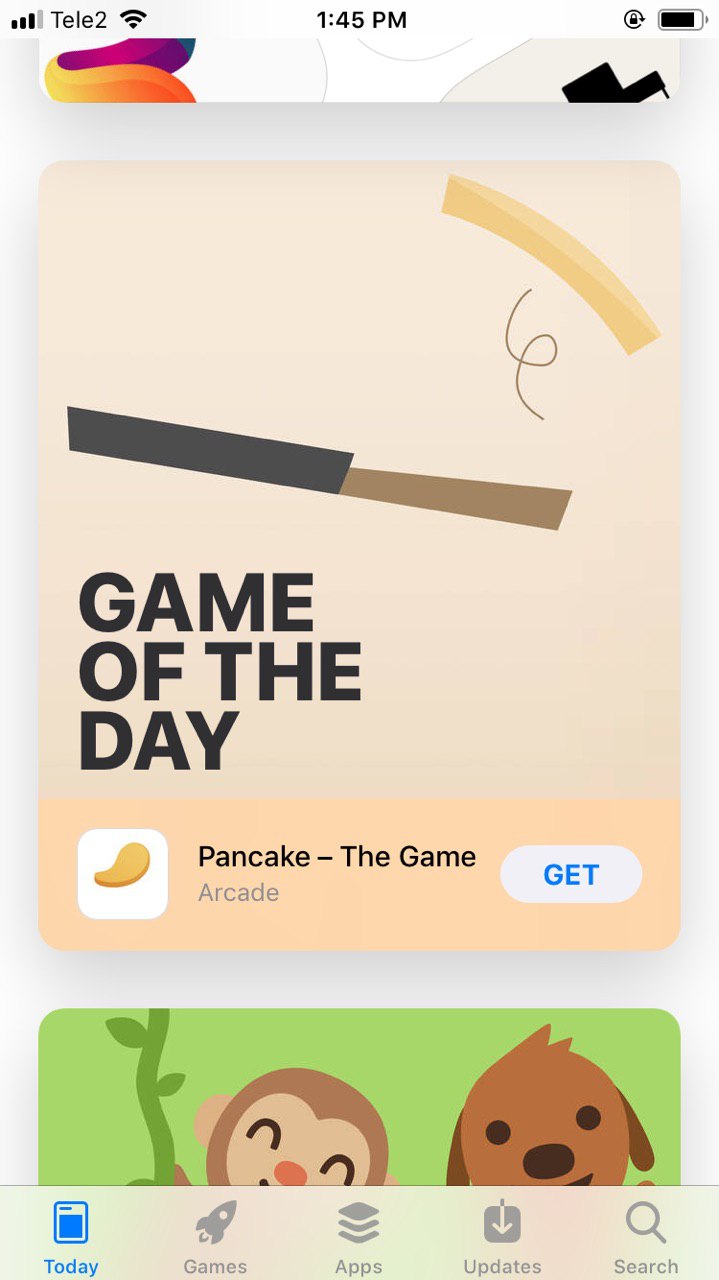 Tele2
1:45 PM
GAME
OF THE
DAY
Pancake – The Game
Arcade
GET
Today
Games
Apps
Updates
Search